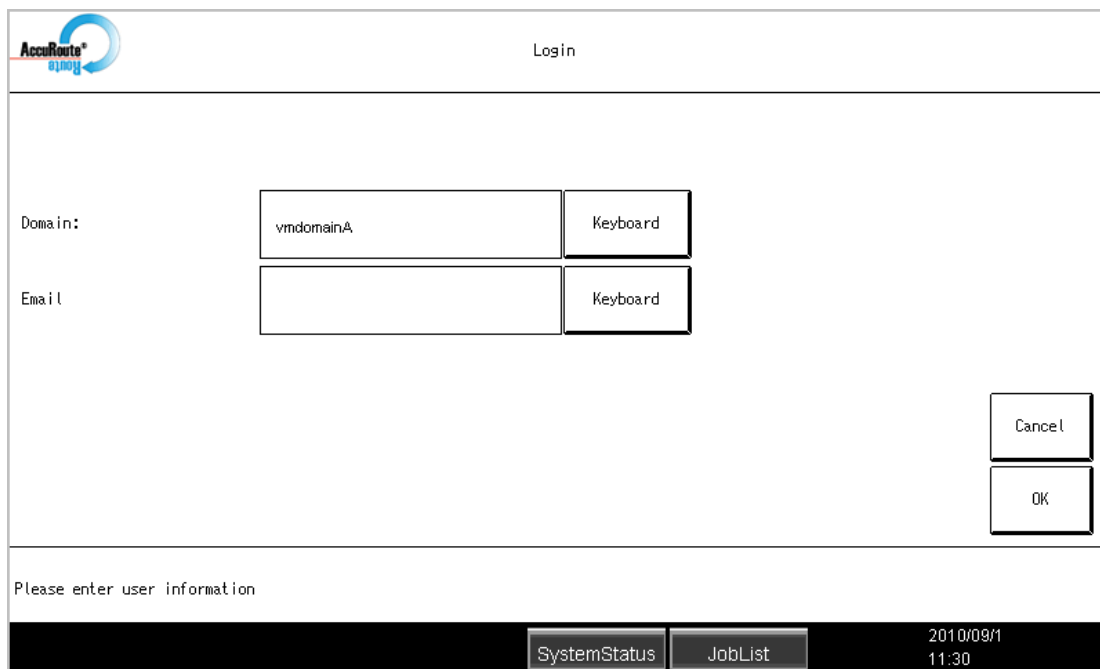 AccuRoute®
Route
Login
Domain:
vmdomainA
Keyboard
Email
Keyboard
Cancel
OK
Please enter user information
SystemStatus
JobList
2010/09/1
11:30